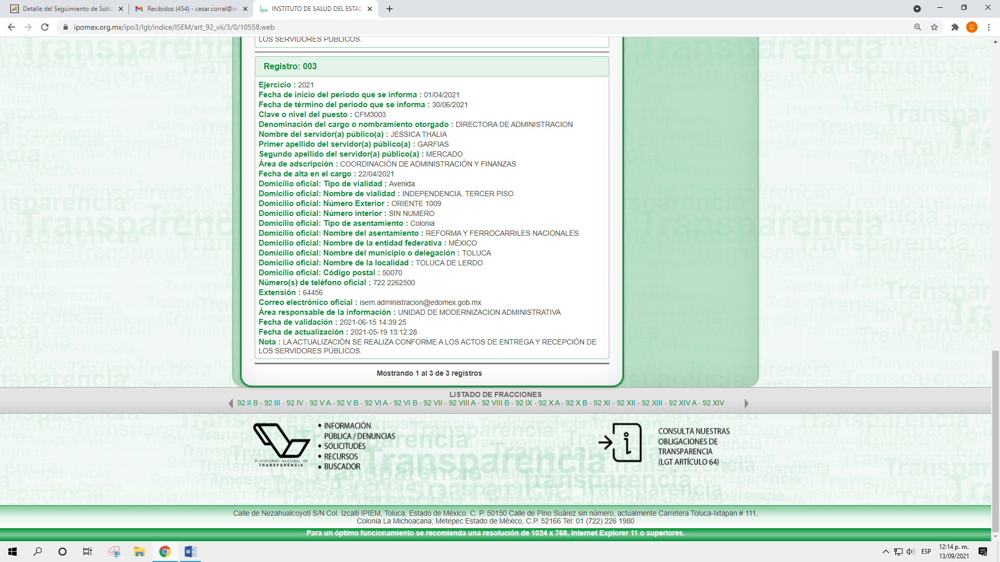 Detalle del Seguimiento de Solici
Recibidos (454) - cesar.corral@in
INSTITUTO DE SALUD DEL ESTAD
ipomex.org.mx/ipo3/lgt/indice/ISEM/art_92_vii/3/0/10558.web
LOS SERVIDORES PÚBLICOS.
Registro: 003
Ejercicio : 2021
Fecha de inicio del periodo que se informa : 01/04/2021
Fecha de término del periodo que se informa : 30/06/2021
Clave o nivel del puesto : CFM3003
Denominación del cargo o nombramiento otorgado : DIRECTORA DE ADMINISTRACION
Nombre del servidor(a) público(a) : JESSICA THALIA
Primer apellido del servidor(a) público(a) : GARFIAS
Segundo apellido del servidor(a) público(a) : MERCADO
Área de adscripción : COORDINACIÓN DE ADMINISTRACIÓN Y FINANZAS
Fecha de alta en el cargo : 22/04/2021
Domicilio oficial: Tipo de vialidad : Avenida
Domicilio oficial: Nombre de vialidad : INDEPENDENCIA, TERCER PISO
Domicilio oficial: Número Exterior : ORIENTE 1009
Domicilio oficial: Número interior : SIN NUMERO
Domicilio oficial: Tipo de asentamiento : Colonia
Domicilio oficial: Nombre del asentamiento : REFORMA Y FERROCARRILES NACIONALES
Domicilio oficial: Nombre de la entidad federativa : MÉXICO
Domicilio oficial: Nombre del municipio o delegación : TOLUCA
Domicilio oficial: Nombre de la localidad : TOLUCA DE LERDO
Domicilio oficial: Código postal : 50070
Número(s) de teléfono oficial : 722 2262500
Extensión : 64456
Correo electrónico oficial : isem.administracion@edomex.gob.mx
Área responsable de la información : UNIDAD DE MODERNIZACION ADMINISTRATIVA
Fecha de validación : 2021-06-15 14:39:25
Fecha de actualización : 2021-05-19 13:12:28
Nota : LA ACTUALIZACIÓN SE REALIZA CONFORME A LOS ACTOS DE ENTREGA Y RECEPCIÓN DE
LOS SERVIDORES PÚBLICOS.
Mostrando 1 al 3 de 3 registros
LISTADO DE FRACCIONES
92 II B - 92 III - 92 IV - 92 V A - 92 V B - 92 VI A - 92 VI B - 92 VII - 92 VIII A - 92 VIII B - 92 IX - 92 X A - 92 X B - 92 XI - 92 XII - 92 XIII - 92 XIV A - 92 XIV
• INFORMACIÓN
PÚBLICA / DENUNCIAS
• SOLICITUDES
• RECURSOS
• BUSCADOR
PLATAFORMA NACIONAL DE
TRANSPARENCIA
CONSULTA NUESTRAS
OBLIGACIONES DE
TRANSPARENCIA
(LGT ARTÍCULO 64)
Calle de Nezahualcoyotl S/N Col. Izcalli IPIEM, Toluca, Estado de México. C. P. 50150 Calle de Pino Suárez sin número, actualmente Carretera Toluca-Ixtapan # 111,
Colonia La Michoacana; Metepec Estado de México, C.P. 52166 Tel: 01 (722) 226 1980
Para un óptimo funcionamiento se recomienda una resolución de 1024 x 768, Internet Explorer 11 o superiores.
ESP
12:14 p. m.
13/09/2021